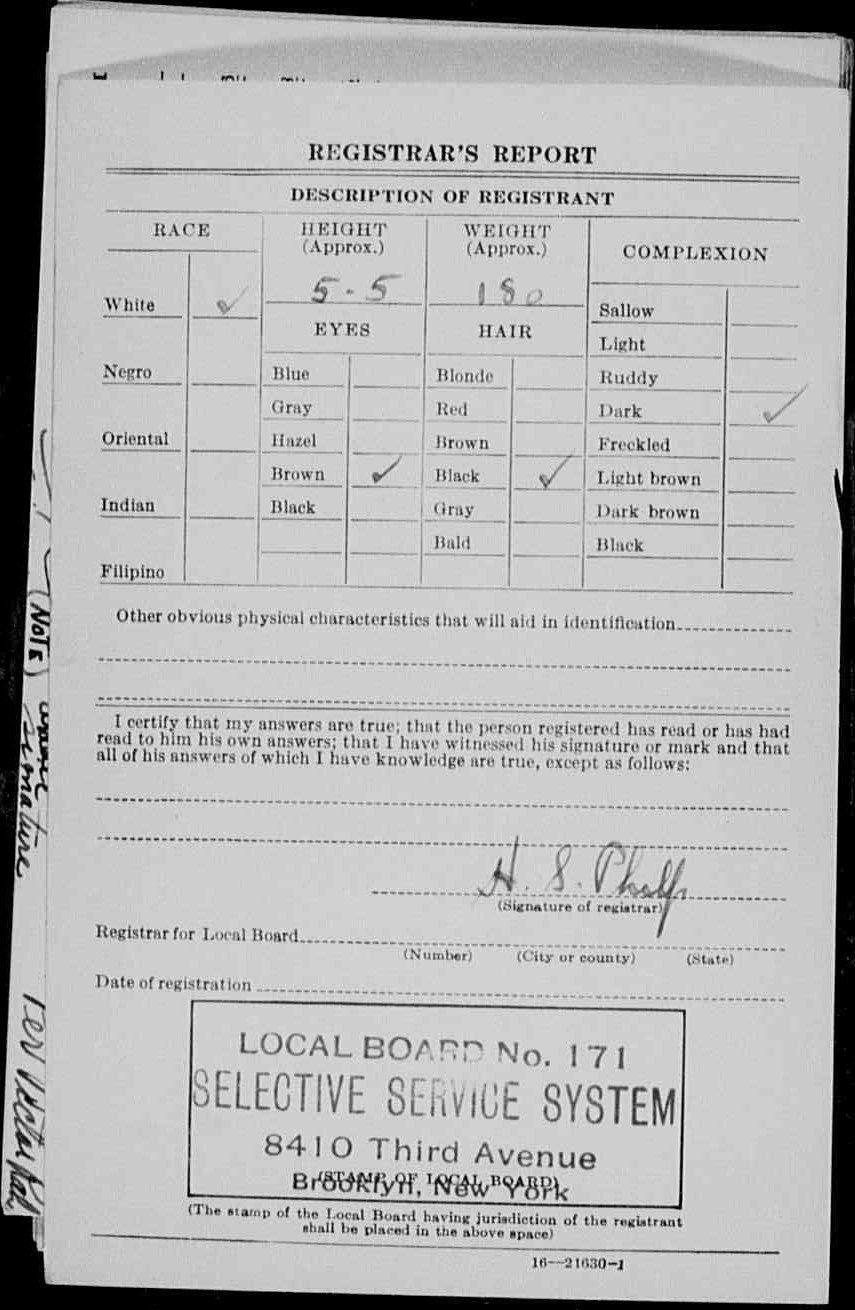 REGISTRAR'S REPORT
DESCRIPTION OF REGISTRANT
RACE
HEIGHT
(Approx.)
WEIGHT
(Approx.)
COMPLEXION
5-5
180
White ✓
EYES
HAIR
Sallow
Light
Negro
Blue
Blonde
Ruddy
Gray
Red
Dark ✓
Oriental
Hazel
Brown
Freckled
Brown ✓
Black ✓
Light brown
Indian
Black
Gray
Dark brown
Bald
Black
Filipino
Other obvious physical characteristics that will aid in identification
I certify that my answers are true; that the person registered has read or has had
read to him his own answers; that I have witnessed his signature or mark and that
all of his answers of which I have knowledge are true, except as follows:
H. S. Phelps
(Signature of registrar)
Registrar for Local Board
(Number) (City or county) (State)
Date of registration
LOCAL BOARD No. 171
SELECTIVE SERVICE SYSTEM
8410 Third Avenue
Brooklyn, New York
(STAMP OF LOCAL BOARD)
(The stamp of the Local Board having jurisdiction of the registrant
shall be placed in the above space)
16—21630-1
(NoTE)